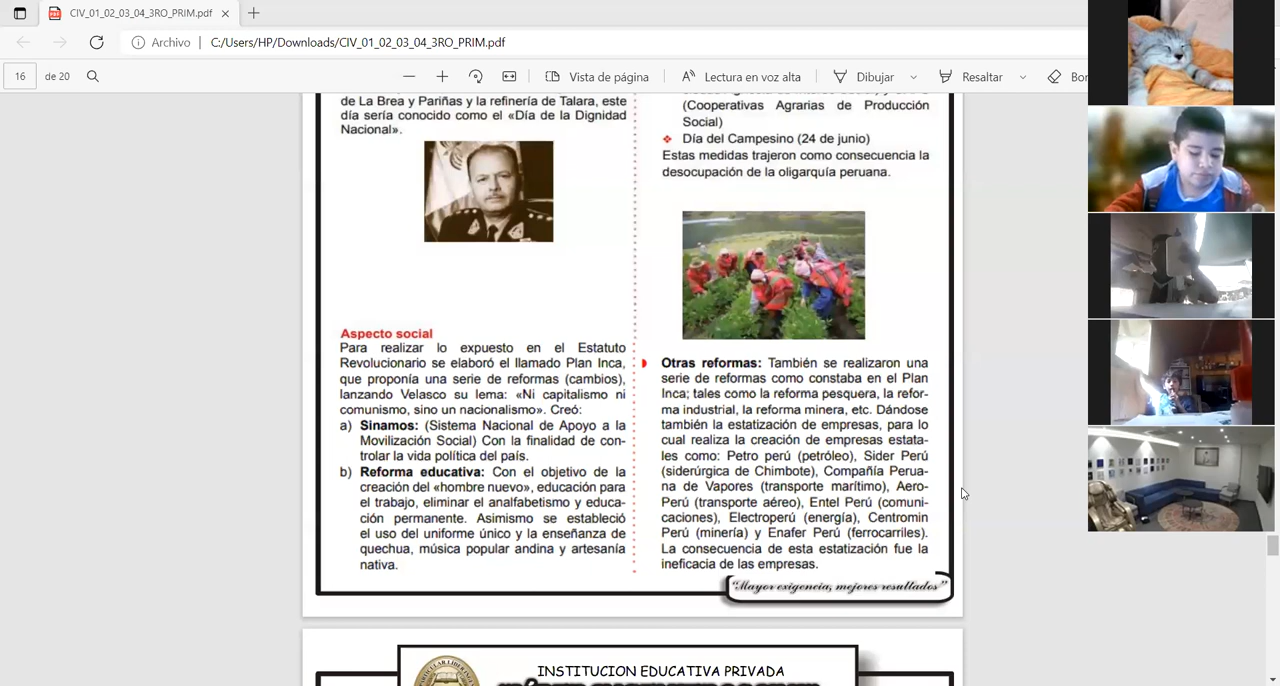 CIV_01_02_03_04_3RO_PRIM.pdf
Archivo
C:/Users/HP/Downloads/CIV_01_02_03_04_3RO_PRIM.pdf
16
de 20
Vista de página
Lectura en voz alta
Dibujar
Resaltar
de La Brea y Pariñas y la refinería de Talara, este
día sería conocido como el «Día de la Dignidad
Nacional».
Aspecto social
Para realizar lo expuesto en el Estatuto
Revolucionario se elaboró el llamado Plan Inca,
que proponía una serie de reformas (cambios),
lanzando Velasco su lema: «Ni capitalismo ni
comunismo, sino un nacionalismo». Creó:
a) Sinamos: (Sistema Nacional de Apoyo a la
Movilización Social) Con la finalidad de con-
trolar la vida política del país.
b) Reforma educativa: Con el objetivo de la
creación del «hombre nuevo», educación para
el trabajo, eliminar el analfabetismo y educa-
ción permanente. Asimismo se estableció
el uso del uniforme único y la enseñanza de
quechua, música popular andina y artesanía
nativa.
(Cooperativas Agrarias de Producción
Social)
❖ Día del Campesino (24 de junio)
Estas medidas trajeron como consecuencia la
desocupación de la oligarquía peruana.
Otras reformas: También se realizaron una
serie de reformas como constaba en el Plan
Inca; tales como la reforma pesquera, la refor-
ma industrial, la reforma minera, etc. Dándose
también la estatización de empresas, para lo
cual realiza la creación de empresas estata-
les como: Petro perú (petróleo), Sider Perú
(siderúrgica de Chimbote), Compañía Perua-
na de Vapores (transporte marítimo), Aero-
Perú (transporte aéreo), Entel Perú (comuni-
caciones), Electroperú (energía), Centromin
Perú (minería) y Enafer Perú (ferrocarriles).
La consecuencia de esta estatización fue la
ineficacia de las empresas.
"Mayor exigencia, mejores resultados"
INSTITUCION EDUCATIVA PRIVADA